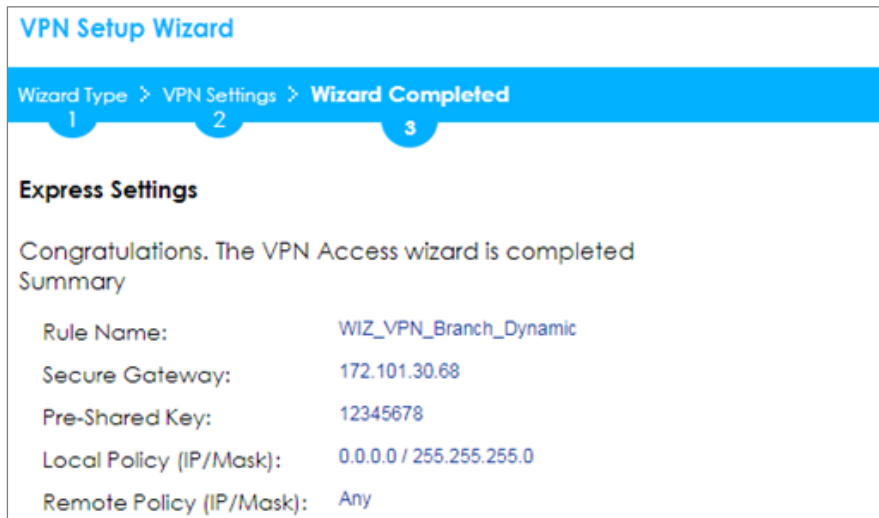 VPN Setup Wizard
Wizard Type > VPN Settings > Wizard Completed
1 2 3
Express Settings
Congratulations. The VPN Access wizard is completed
Summary
Rule Name: WIZ_VPN_Branch_Dynamic
Secure Gateway: 172.101.30.68
Pre-Shared Key: 12345678
Local Policy (IP/Mask): 0.0.0.0 / 255.255.255.0
Remote Policy (IP/Mask): Any